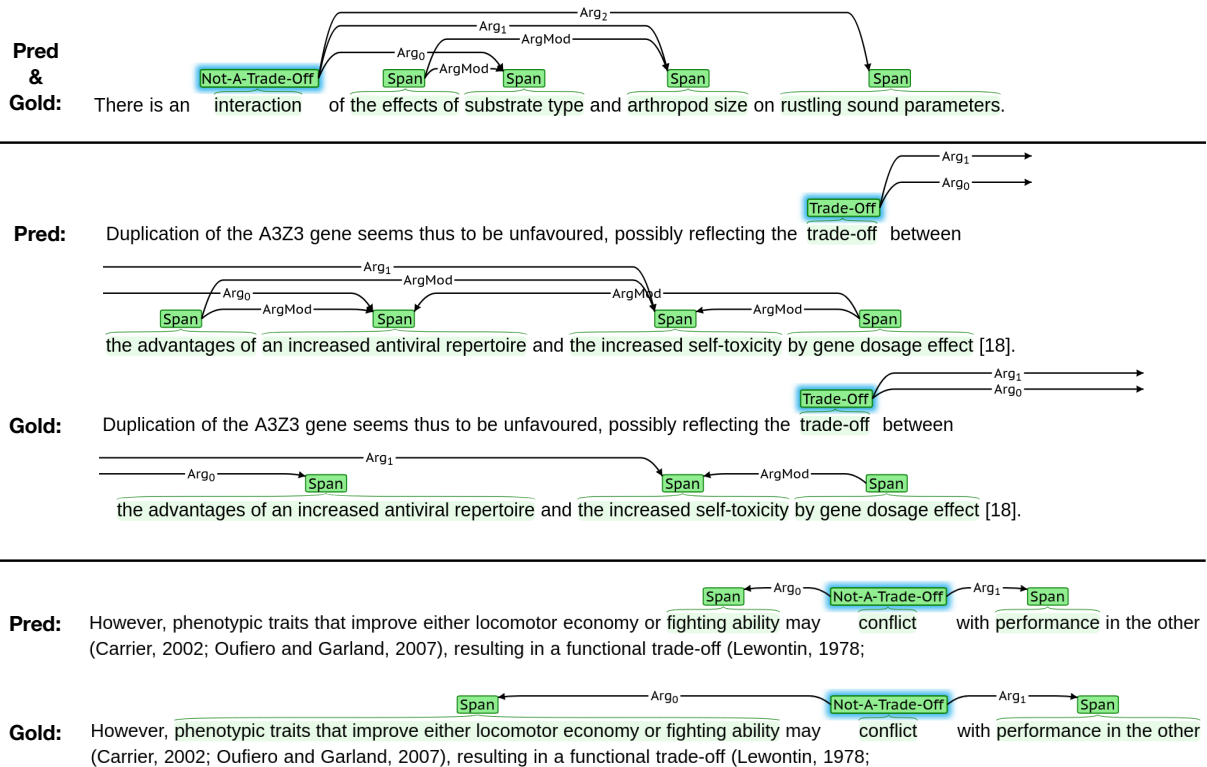 Arg2
Arg1
ArgMod
Arg0
ArgMod
Pred & Gold:
Not-A-Trade-Off Span Span Span Span
There is an interaction of the effects of substrate type and arthropod size on rustling sound parameters.
Arg1
Arg0
Trade-Off
Pred: Duplication of the A3Z3 gene seems thus to be unfavoured, possibly reflecting the trade-off between
Arg1
ArgMod
Arg0 ArgMod
ArgMod ArgMod
Span Span Span Span
the advantages of an increased antiviral repertoire and the increased self-toxicity by gene dosage effect [18].
Arg1
Arg0
Trade-Off
Gold: Duplication of the A3Z3 gene seems thus to be unfavoured, possibly reflecting the trade-off between
Arg1
Arg0 ArgMod
Span Span Span
the advantages of an increased antiviral repertoire and the increased self-toxicity by gene dosage effect [18].
Span Arg0 Not-A-Trade-Off Arg1 Span
Pred: However, phenotypic traits that improve either locomotor economy or fighting ability may conflict with performance in the other
(Carrier, 2002; Oufiero and Garland, 2007), resulting in a functional trade-off (Lewontin, 1978;
Span Arg0 Not-A-Trade-Off Arg1 Span
Gold: However, phenotypic traits that improve either locomotor economy or fighting ability may conflict with performance in the other
(Carrier, 2002; Oufiero and Garland, 2007), resulting in a functional trade-off (Lewontin, 1978;